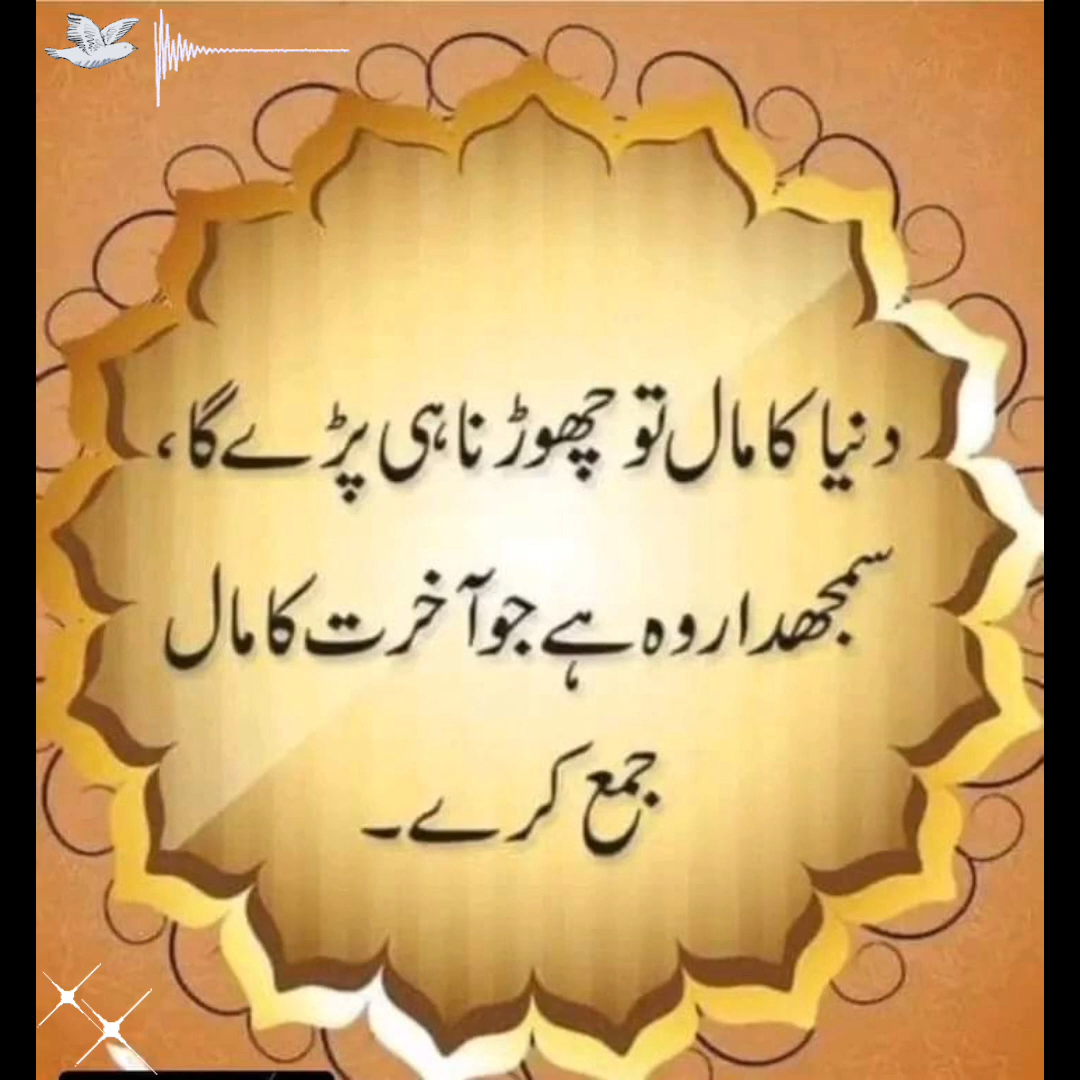 دنیا کا مال تو چھوڑنا ہی پڑے گا،
سمجھدار وہ ہے جو آخرت کا مال
جمع کرے۔